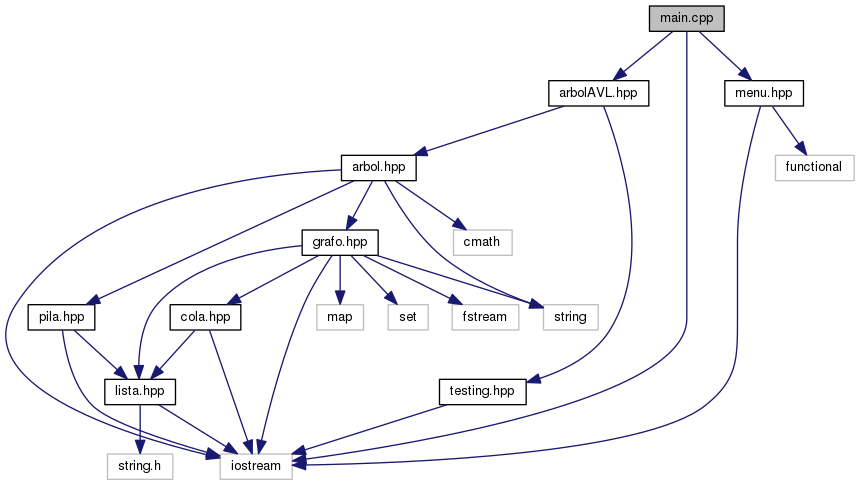 main.cpp
arbolAVL.hpp
menu.hpp
arbol.hpp
functional
grafo.hpp
cmath
pila.hpp
cola.hpp
map
set
fstream
string
lista.hpp
testing.hpp
string.h
iostream